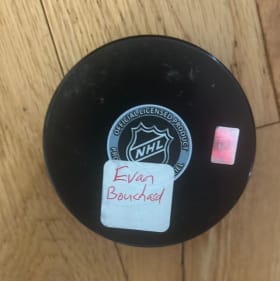 OFFICIAL LICENSED PRODUCT
NHL
Evan
Bouchard